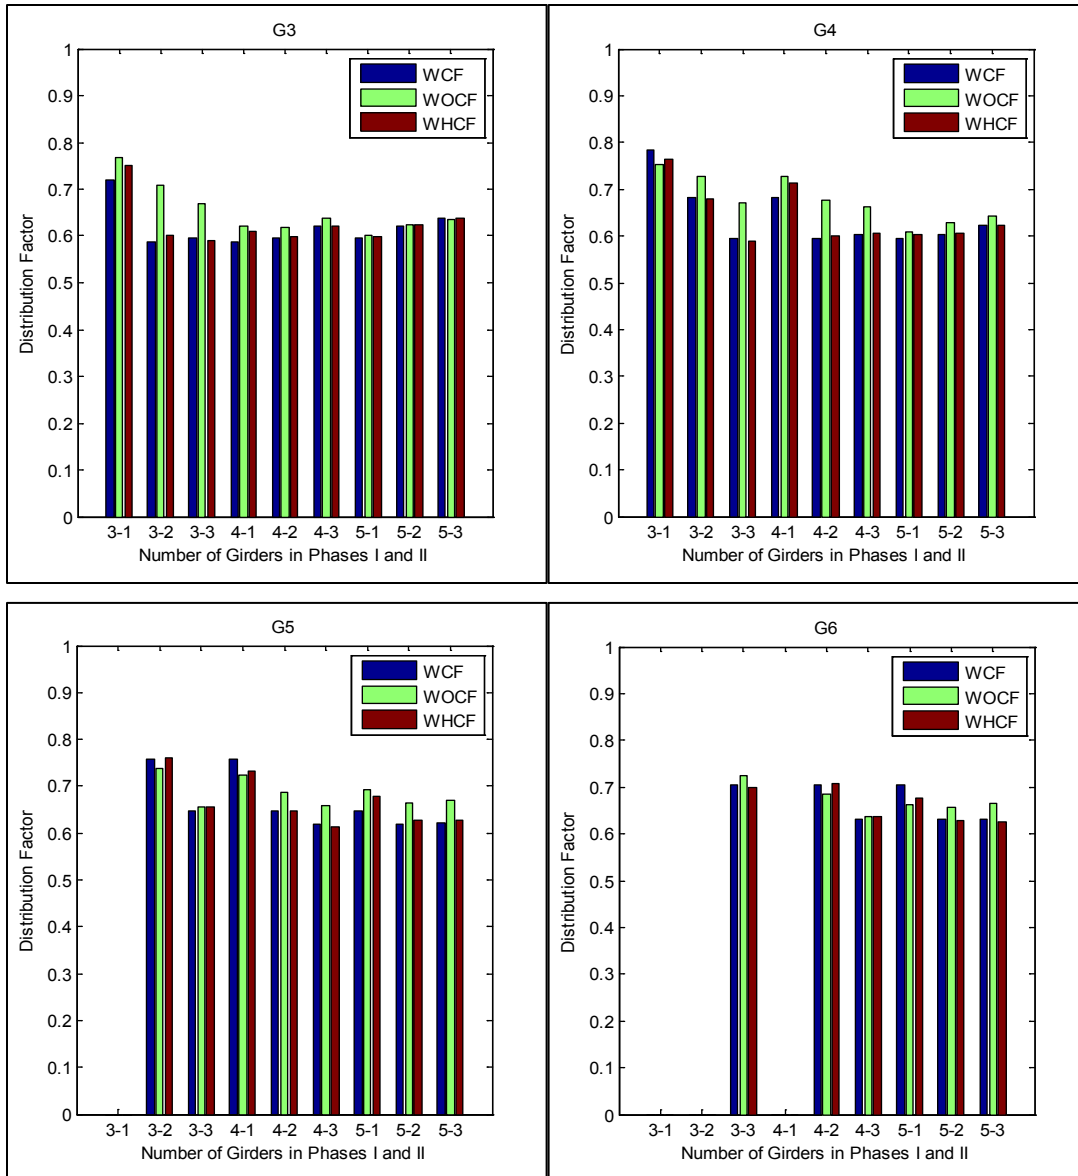 G3
1
0.9
0.8
0.7
0.6
0.5
0.4
0.3
0.2
0.1
0
Distribution Factor
WCF
WOCF
WHCF
3-1 3-2 3-3 4-1 4-2 4-3 5-1 5-2 5-3
Number of Girders in Phases I and II
G4
1
0.9
0.8
0.7
0.6
0.5
0.4
0.3
0.2
0.1
0
Distribution Factor
WCF
WOCF
WHCF
3-1 3-2 3-3 4-1 4-2 4-3 5-1 5-2 5-3
Number of Girders in Phases I and II
G5
1
0.9
0.8
0.7
0.6
0.5
0.4
0.3
0.2
0.1
0
Distribution Factor
WCF
WOCF
WHCF
3-1 3-2 3-3 4-1 4-2 4-3 5-1 5-2 5-3
Number of Girders in Phases I and II
G6
1
0.9
0.8
0.7
0.6
0.5
0.4
0.3
0.2
0.1
0
Distribution Factor
WCF
WOCF
WHCF
3-1 3-2 3-3 4-1 4-2 4-3 5-1 5-2 5-3
Number of Girders in Phases I and II